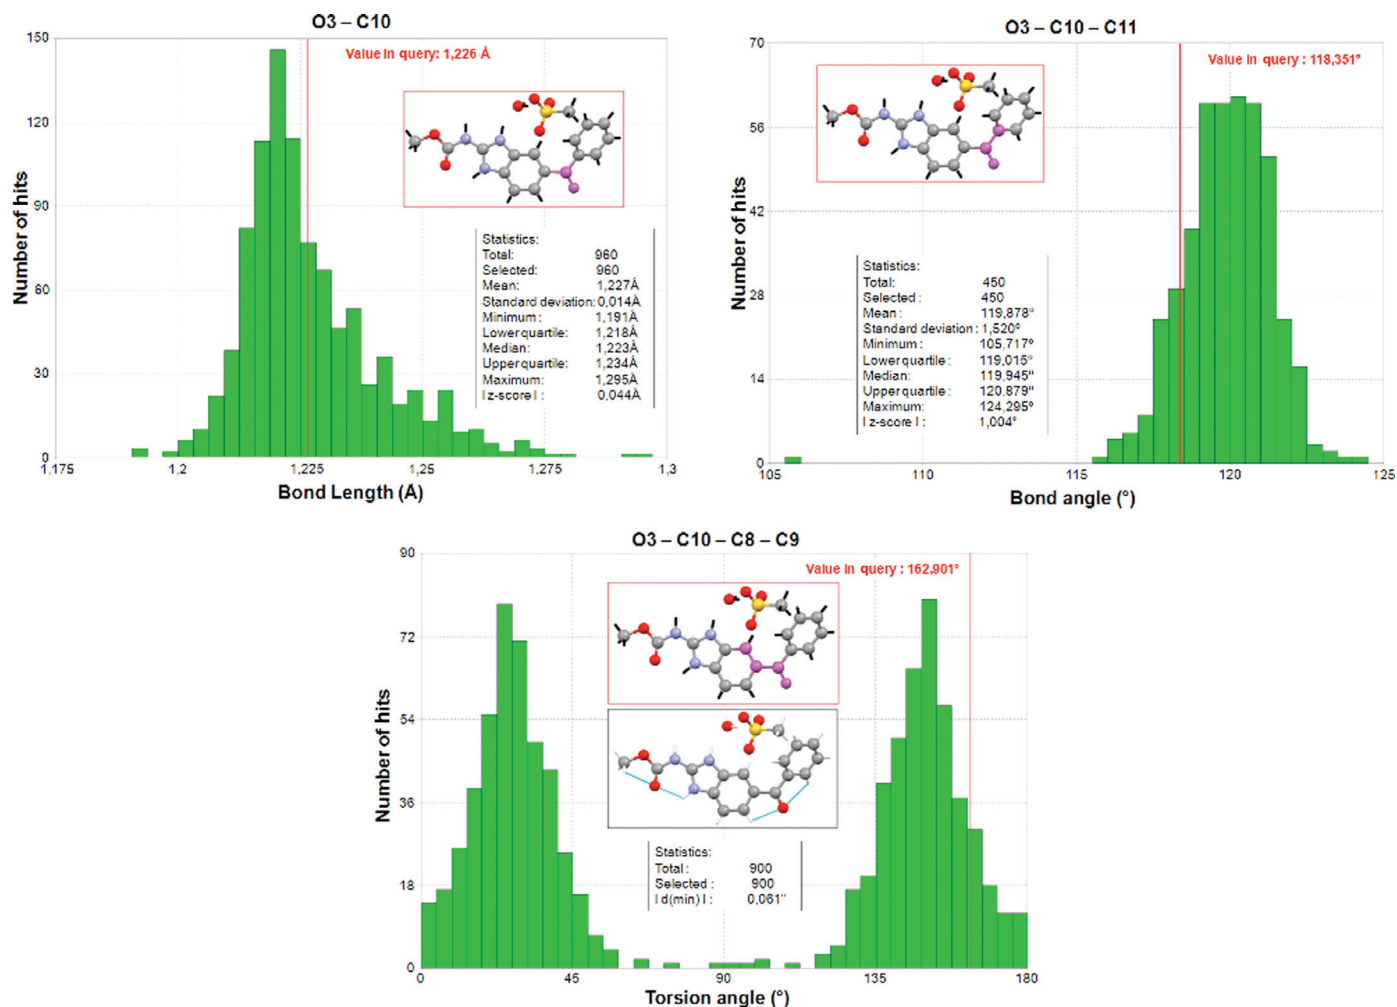 O3 – C10
Value in query: 1,226 Å
Number of hits
150
120
90
60
30
0
Statistics:
Total: 960
Selected: 960
Mean: 1,227Å
Standard deviation: 0,014Å
Minimum: 1,191Å
Lower quartile: 1,218Å
Median: 1,223Å
Upper quartile: 1,234Å
Maximum: 1,295Å
l z-score l : 0,044Å
1.175 1,2 1,225 1,25 1,275 1,3
Bond Length (Å)
O3 – C10 – C11
Value in query : 118,351°
Number of hits
70
56
42
28
14
0
Statistics:
Total: 450
Selected : 450
Mean : 119,878°
Standard deviation : 1,520°
Minimum : 105,717°
Lower quartile : 119,015°
Median: 119,945"
Upper quartile : 120,879"
Maximum: 124,295°
l z-score l : 1,004°
105 110 115 120 125
Bond angle (°)
O3 – C10 – C8 – C9
Value in query : 162,901°
Number of hits
90
72
54
36
18
0
Statistics:
Total : 900
Selected : 900
l d(min) l : 0,061"
0 45 90 135 180
Torsion angle (°)